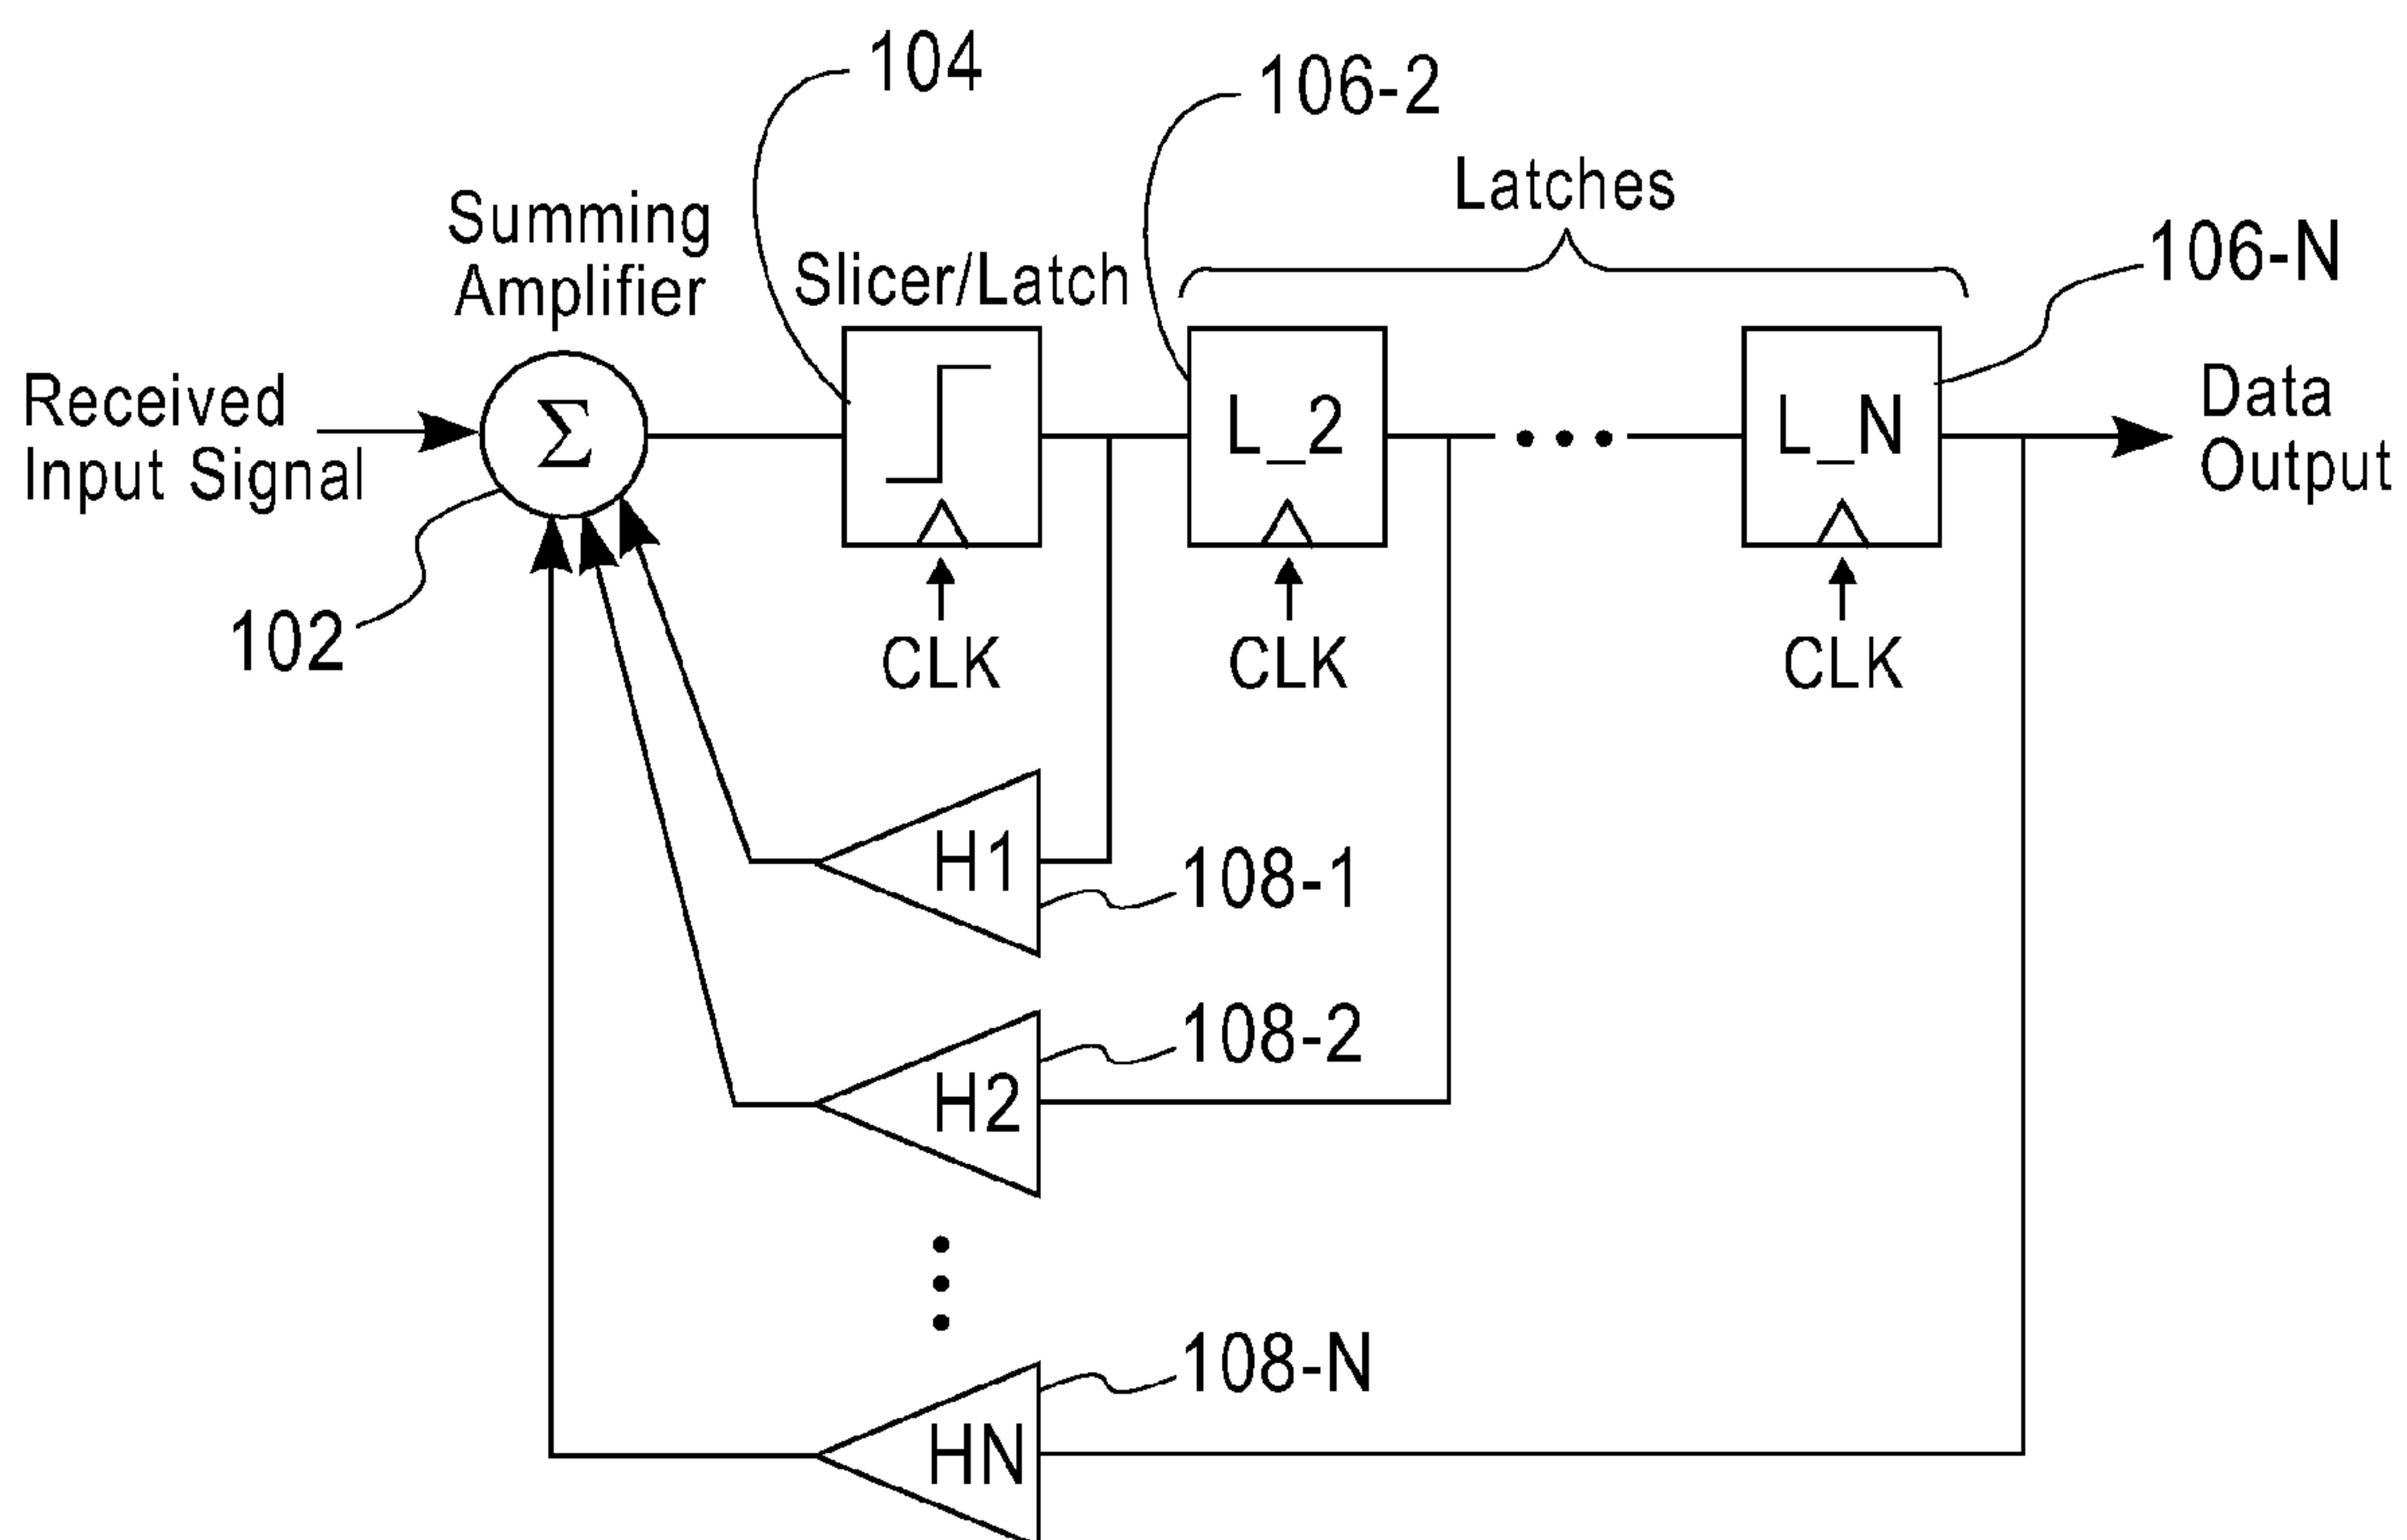 104
106-2
Latches
Summing
Amplifier
Slicer/Latch
106-N
Received
Input Signal
Σ
L_2
L_N
Data
Output
102
CLK
CLK
CLK
H1
108-1
H2
108-2
HN
108-N